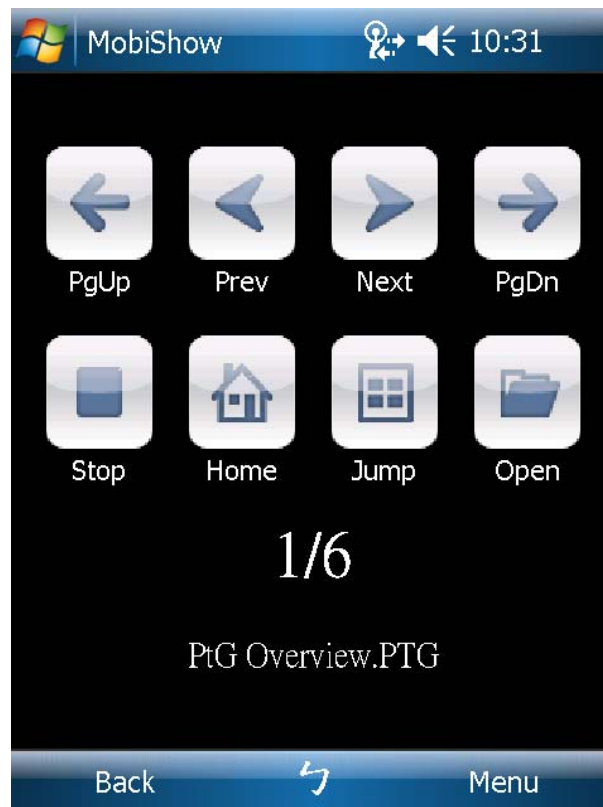 MobiShow 10:31
PgUp Prev Next PgDn
Stop Home Jump Open
1/6
PtG Overview.PTG
Back ㄅ Menu